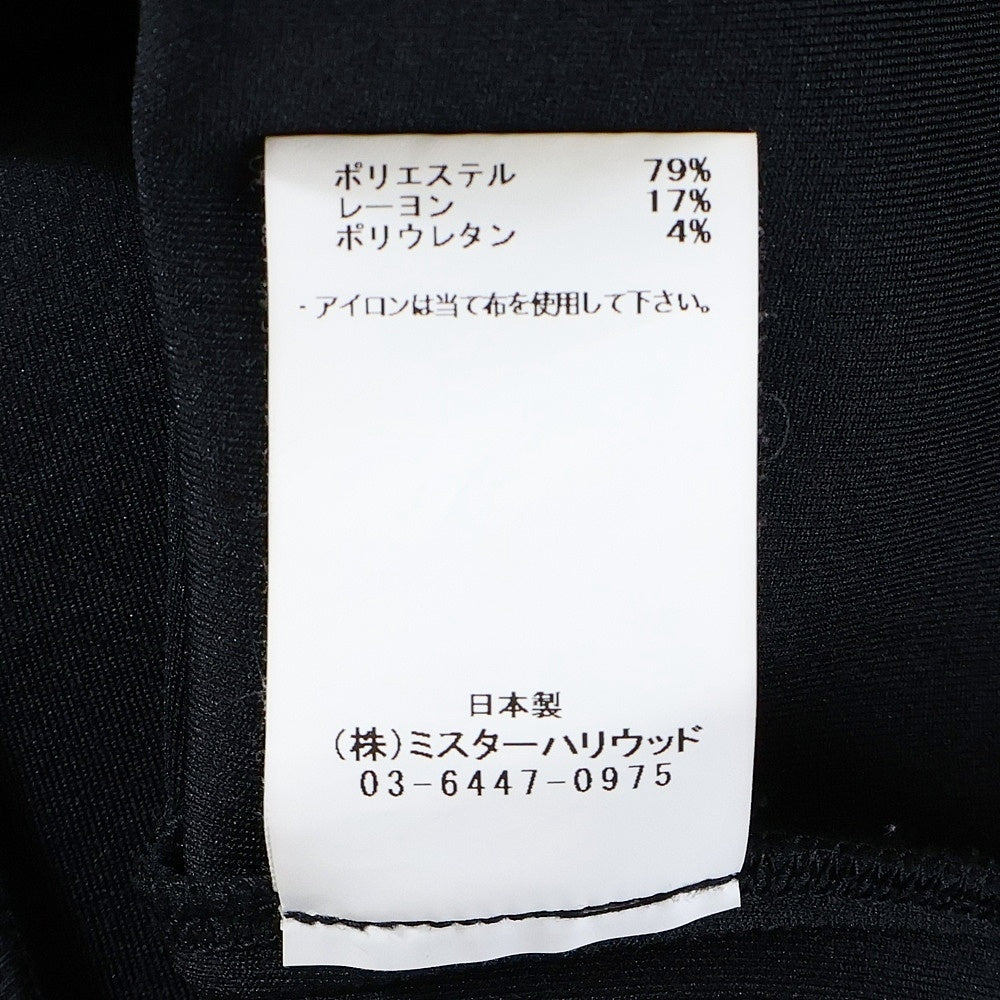 ポリエステル 79%
レーヨン 17%
ポリウレタン 4%
・アイロンは当て布を使用して下さい。
日本製
(株)ミスターハリウッド
03-6447-0975